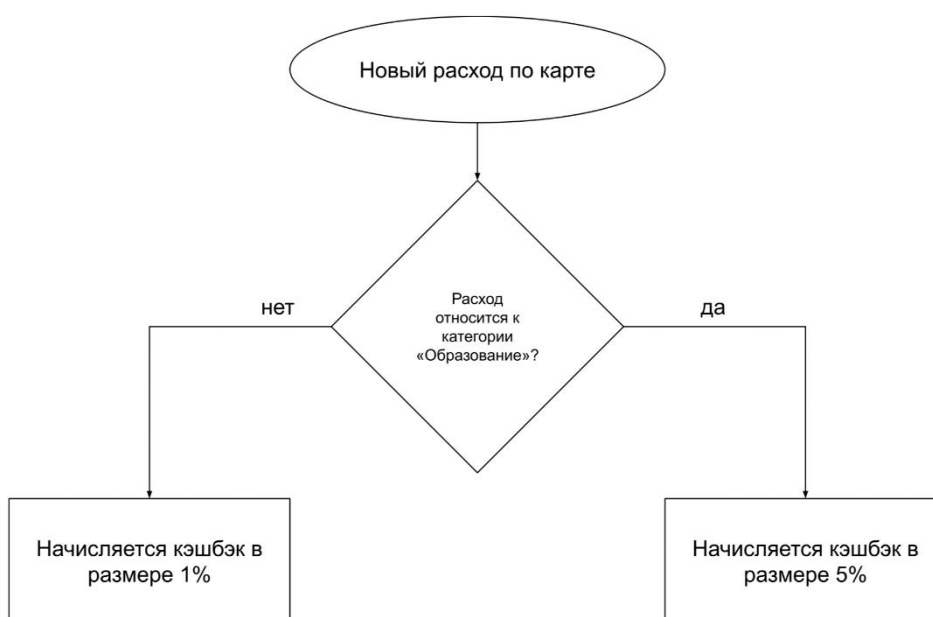 Новый расход по карте
нет
Расход
относится к
категории
«Образование»?
да
Начисляется кэшбэк в
размере 1%
Начисляется кэшбэк в
размере 5%